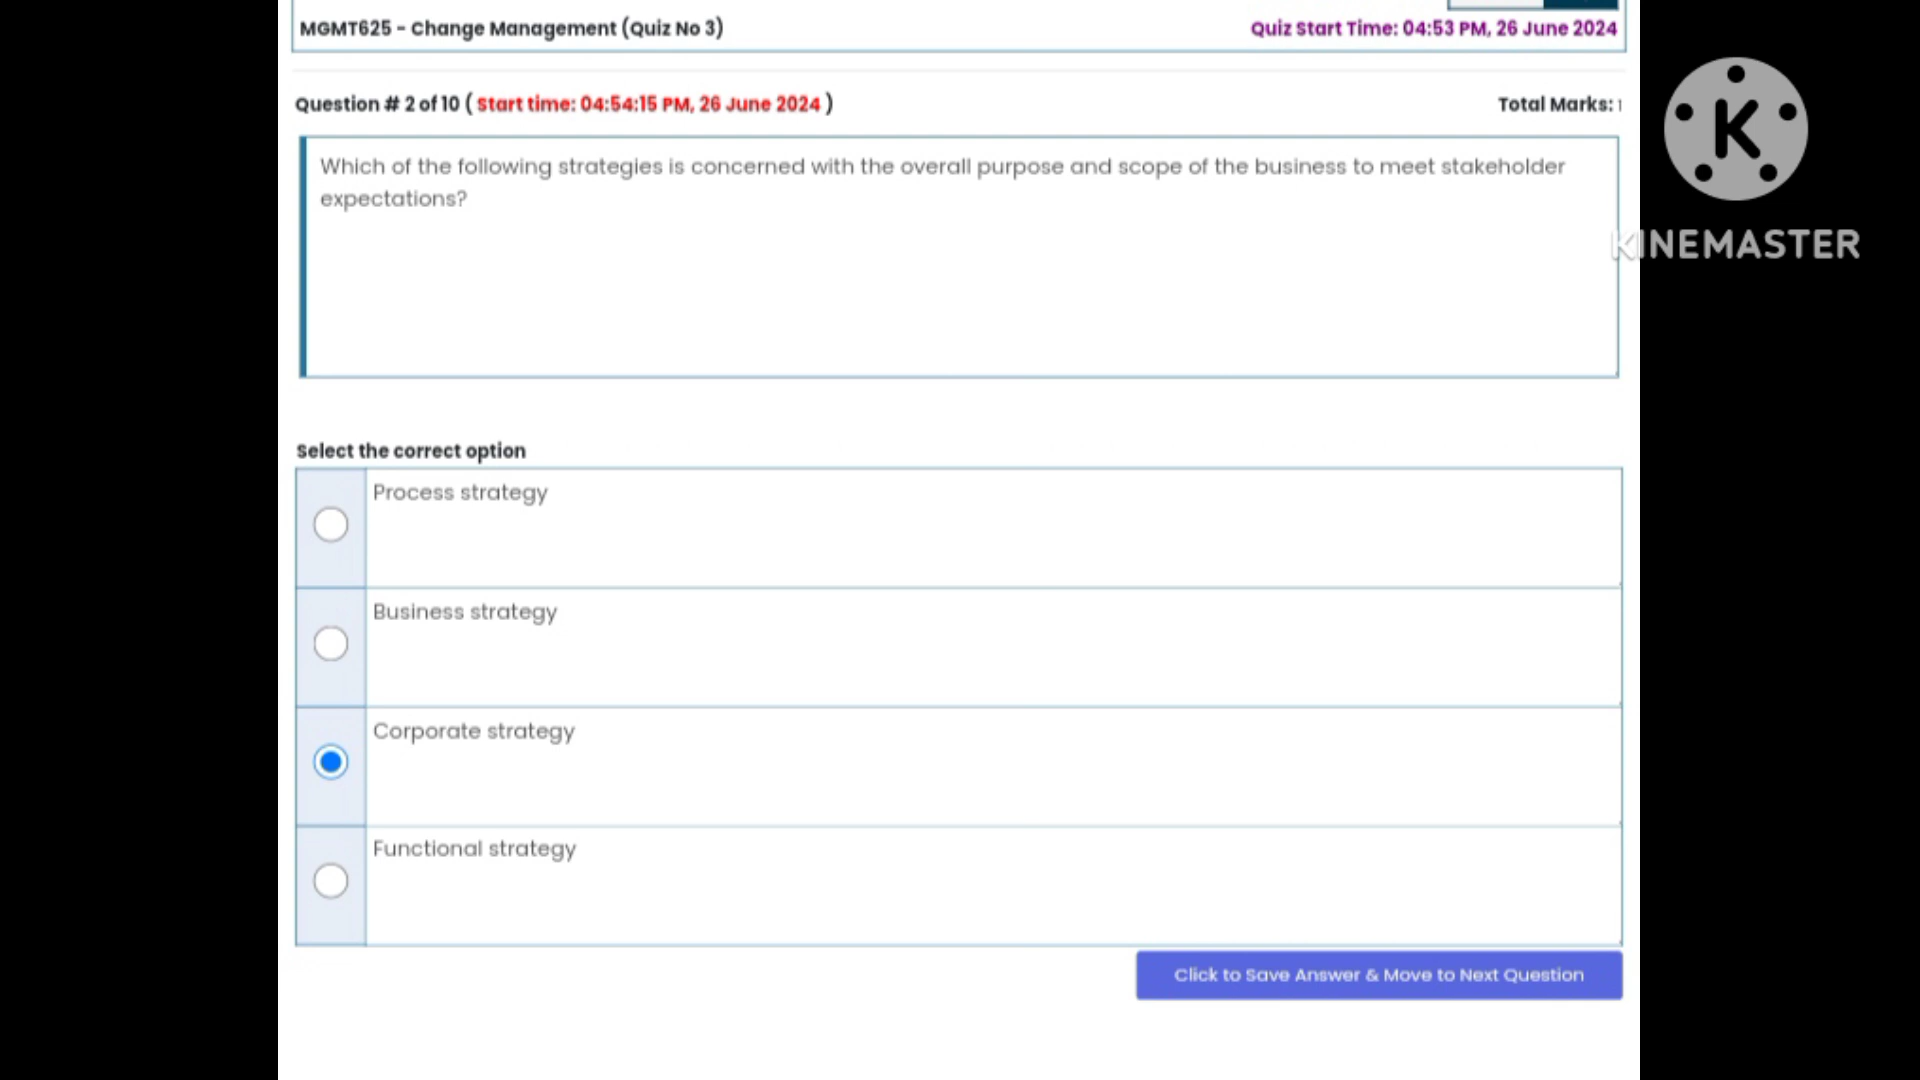 MGMT625 - Change Management (Quiz No 3)
Quiz Start Time: 04:53 PM, 26 June 2024
Question # 2 of 10 ( Start time: 04:54:15 PM, 26 June 2024 )
Total Marks: 1
Which of the following strategies is concerned with the overall purpose and scope of the business to meet stakeholder
expectations?
Select the correct option
Process strategy
Business strategy
Corporate strategy
Functional strategy
Click to Save Answer & Move to Next Question
K
KINEMASTER